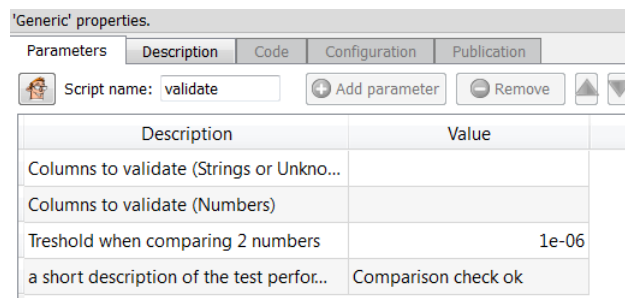 'Generic' properties.
Parameters Description Code Configuration Publication
Script name: validate Add parameter Remove
Description Value
Columns to validate (Strings or Unkno...
Columns to validate (Numbers)
Treshold when comparing 2 numbers 1e-06
a short description of the test perfor... Comparison check ok